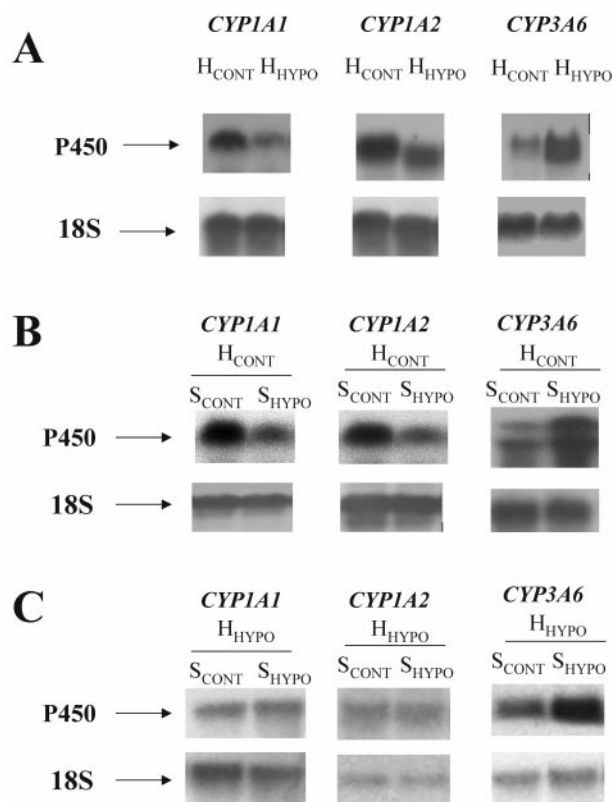 A
CYP1A1 CYP1A2 CYP3A6
HCONT HHYPO HCONT HHYPO HCONT HHYPO
P450
18S
B
CYP1A1 CYP1A2 CYP3A6
HCONT HCONT HCONT
SCONT SHYPO SCONT SHYPO SCONT SHYPO
P450
18S
C
CYP1A1 CYP1A2 CYP3A6
HHYPO HHYPO HHYPO
SCONT SHYPO SCONT SHYPO SCONT SHYPO
P450
18S